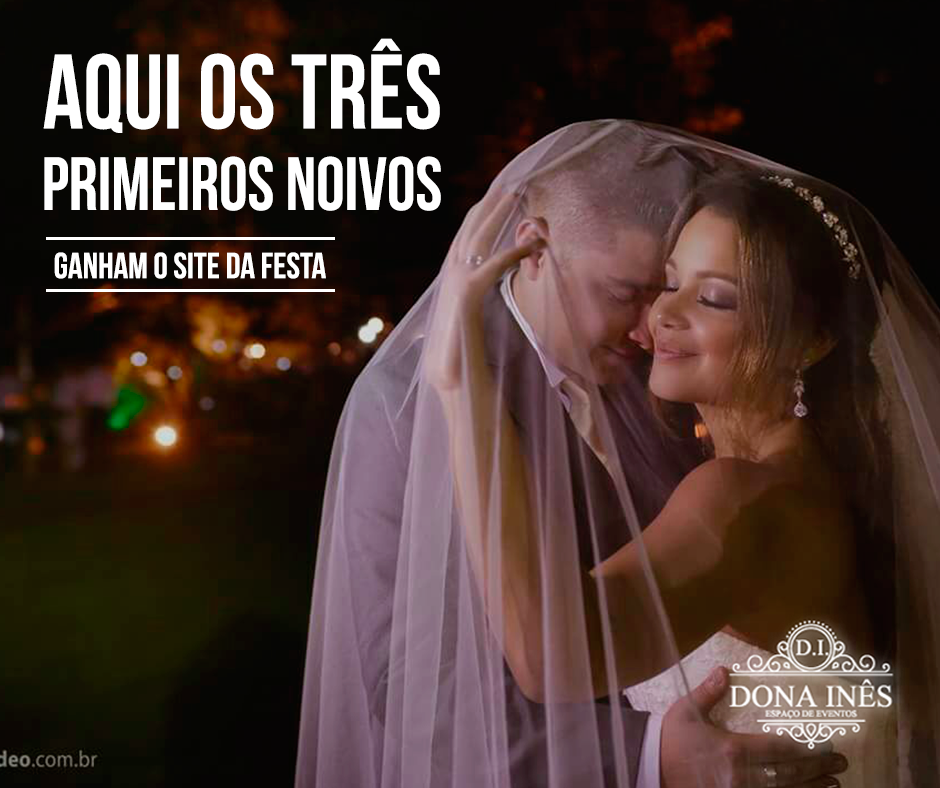 AQUI OS TRÊS
PRIMEIROS NOIVOS
GANHAM O SITE DA FESTA
D.I.
DONA INÊS
ESPAÇO DE EVENTOS
deo.com.br